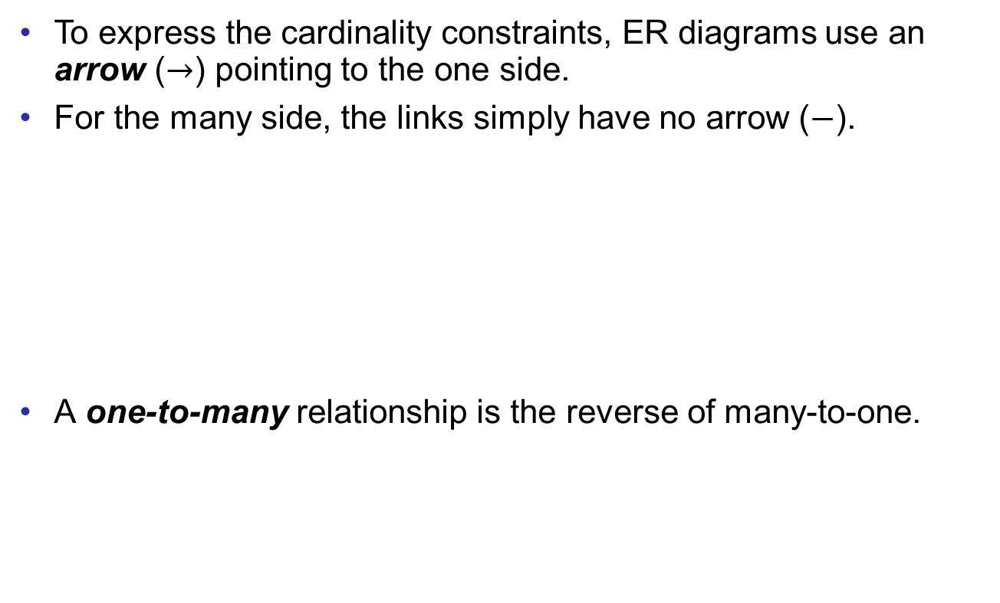 • To express the cardinality constraints, ER diagrams use an
arrow (→) pointing to the one side.
• For the many side, the links simply have no arrow (−).
• A one-to-many relationship is the reverse of many-to-one.